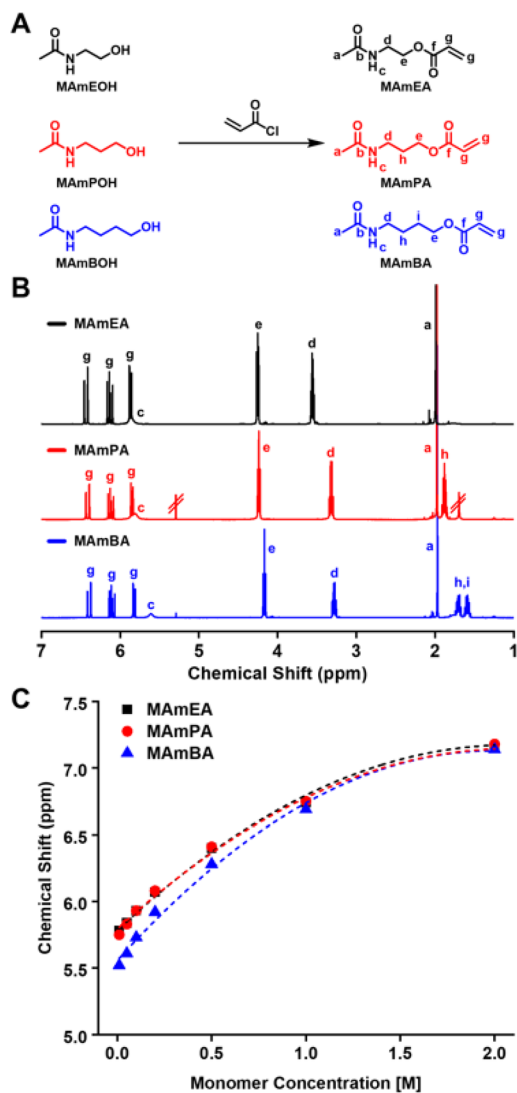 A
O
OH
N
H
MAmEOH
O
N
H
OH
MAmPOH
O
N
H
OH
MAmBOH
O
Cl
O
a
b
N
H
c
d
e
O
f
O
g
g
MAmEA
O
a
b
N
H
c
d
h
e
O
f
O
g
g
MAmPA
O
a
b
N
H
c
d
h
i
e
O
f
O
g
g
MAmBA
B
MAmEA
g g g c e d a
MAmPA
g g g c e d a h
MAmBA
g g g c e d a h,i
7 6 5 4 3 2 1
Chemical Shift (ppm)
C
MAmEA
MAmPA
MAmBA
7.5
7.0
6.5
6.0
5.5
5.0
Chemical Shift (ppm)
0.0 0.5 1.0 1.5 2.0
Monomer Concentration [M]